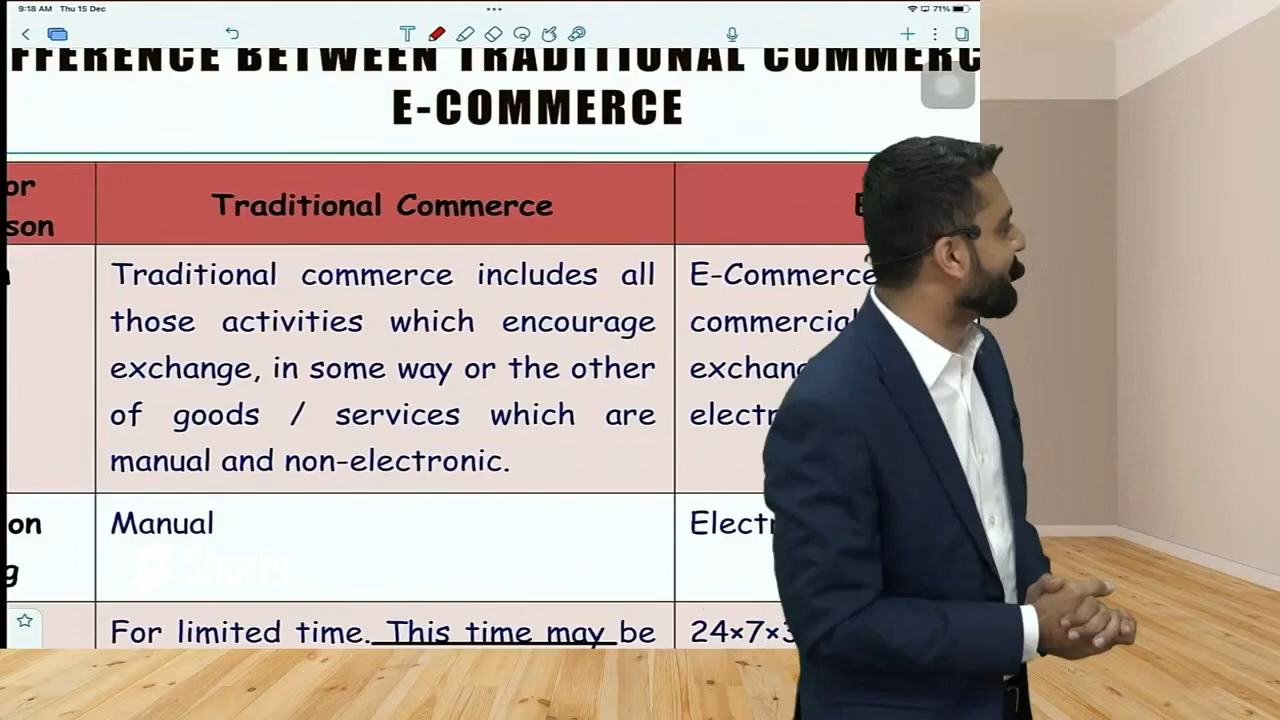 9:18 AM Thu 15 Dec
71%
FFERENCE BETWEEN TRADITIONAL COMMERC
E-COMMERCE
or
son
Traditional Commerce
Traditional commerce includes all
those activities which encourage
exchange, in some way or the other
of goods / services which are
manual and non-electronic.
E-Commerce
commercial
exchan
electr
on
g
Manual
Electr
Shorts
For limited time. This time may be
24×7×3